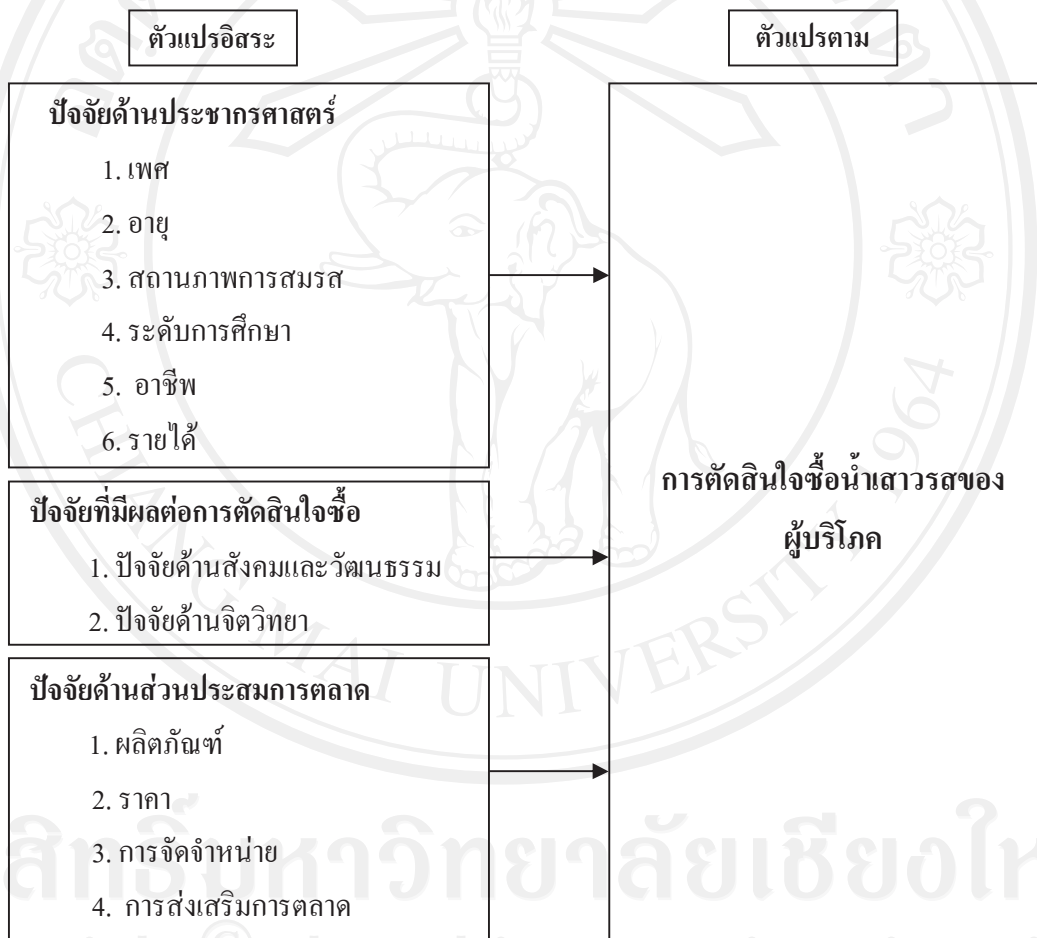 ตัวแปรอิสระ
ตัวแปรตาม
ปัจจัยด้านประชากรศาสตร์
1. เพศ
2. อายุ
3. สถานภาพการสมรส
4. ระดับการศึกษา
5. อาชีพ
6. รายได้
ปัจจัยที่มีผลต่อการตัดสินใจซื้อ
1. ปัจจัยด้านสังคมและวัฒนธรรม
2. ปัจจัยด้านจิตวิทยา
ปัจจัยด้านส่วนประสมการตลาด
1. ผลิตภัณฑ์
2. ราคา
3. การจัดจำหน่าย
4. การส่งเสริมการตลาด
การตัดสินใจซื้อน้ำเสาวรสของ
ผู้บริโภค
CHIANG MAI UNIVERSITY 1964